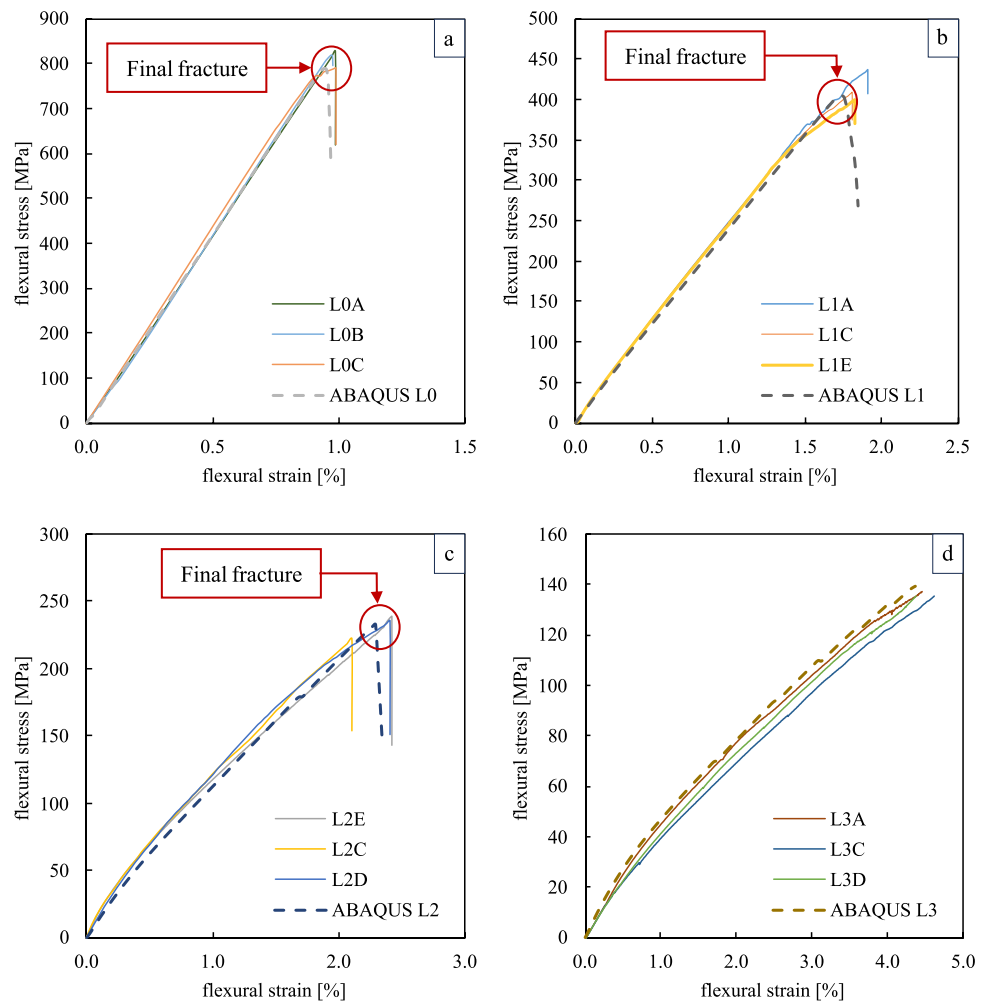 a
Final fracture
flexural stress [MPa]
900
800
700
600
500
400
300
200
100
0
L0A
L0B
L0C
ABAQUS L0
0.0 0.5 1.0 1.5
flexural strain [%]
b
Final fracture
flexural stress [MPa]
500
450
400
350
300
250
200
150
100
50
0
L1A
L1C
L1E
ABAQUS L1
0.0 0.5 1.0 1.5 2.0 2.5
flexural strain [%]
c
Final fracture
flexural stress [MPa]
300
250
200
150
100
50
0
L2E
L2C
L2D
ABAQUS L2
0.0 1.0 2.0 3.0
flexural strain [%]
d
flexural stress [MPa]
160
140
120
100
80
60
40
20
0
L3A
L3C
L3D
ABAQUS L3
0.0 1.0 2.0 3.0 4.0 5.0
flexural strain [%]